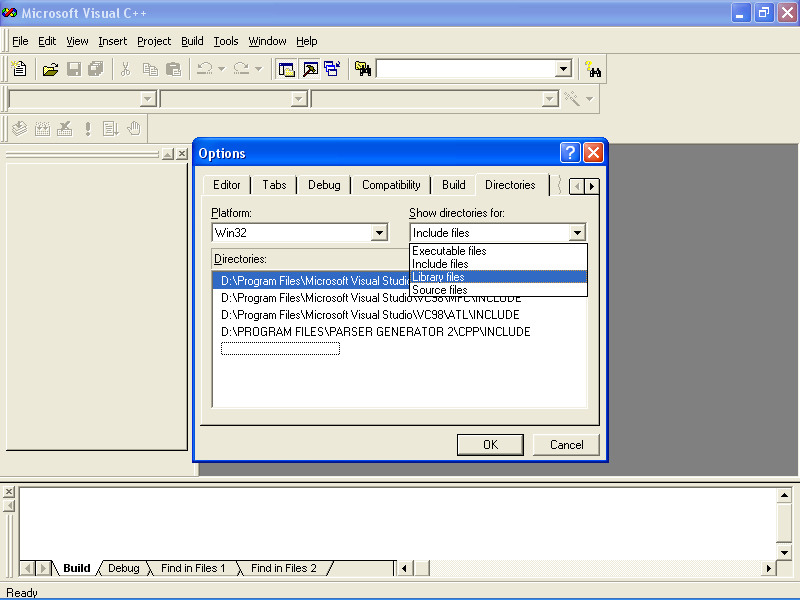 Microsoft Visual C++
File Edit View Insert Project Build Tools Window Help
Options
Editor Tabs Debug Compatibility Build Directories
Platform: Show directories for:
Win32 Include files
Executable files
Include files
Library files
Source files
Directories:
D:\Program Files\Microsoft Visual Studio
D:\Program Files\Microsoft Visual Studio\VC98\MFC\INCLUDE
D:\Program Files\Microsoft Visual Studio\VC98\ATL\INCLUDE
D:\PROGRAM FILES\PARSER GENERATOR 2\CPP\INCLUDE
OK Cancel
Build Debug Find in Files 1 Find in Files 2
Ready